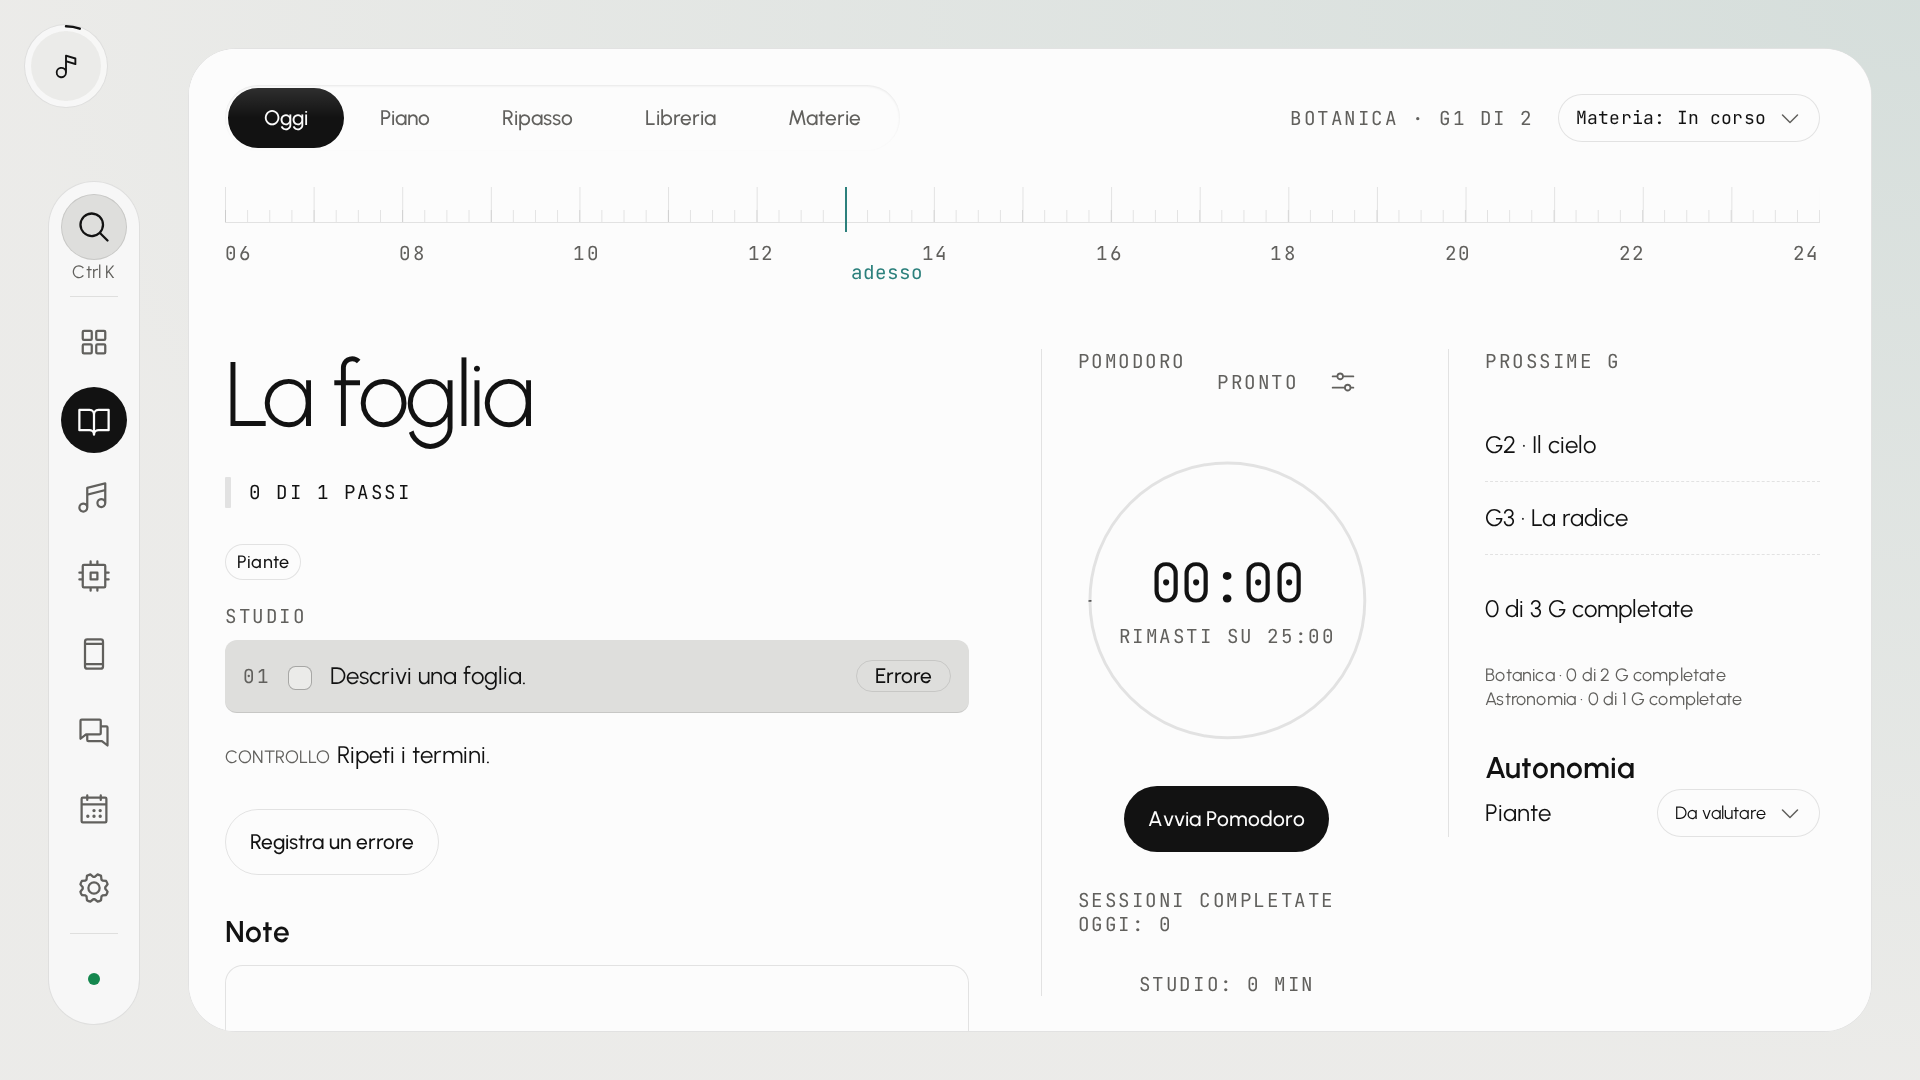 Oggi
Piano
Ripasso
Libreria
Materie
BOTANICA · G1 DI 2
Materia: In corso
Ctrl K
06 08 10 12 14 16 18 20 22 24
adesso
La foglia
0 DI 1 PASSI
Piante
STUDIO
01 Descrivi una foglia. Errore
CONTROLLO Ripeti i termini.
Registra un errore
Note
POMODORO
PRONTO
00:00
RIMASTI SU 25:00
Avvia Pomodoro
SESSIONI COMPLETATE
OGGI: 0
STUDIO: 0 MIN
PROSSIME G
G2 · Il cielo
G3 · La radice
0 di 3 G completate
Botanica · 0 di 2 G completate
Astronomia · 0 di 1 G completate
Autonomia
Piante
Da valutare